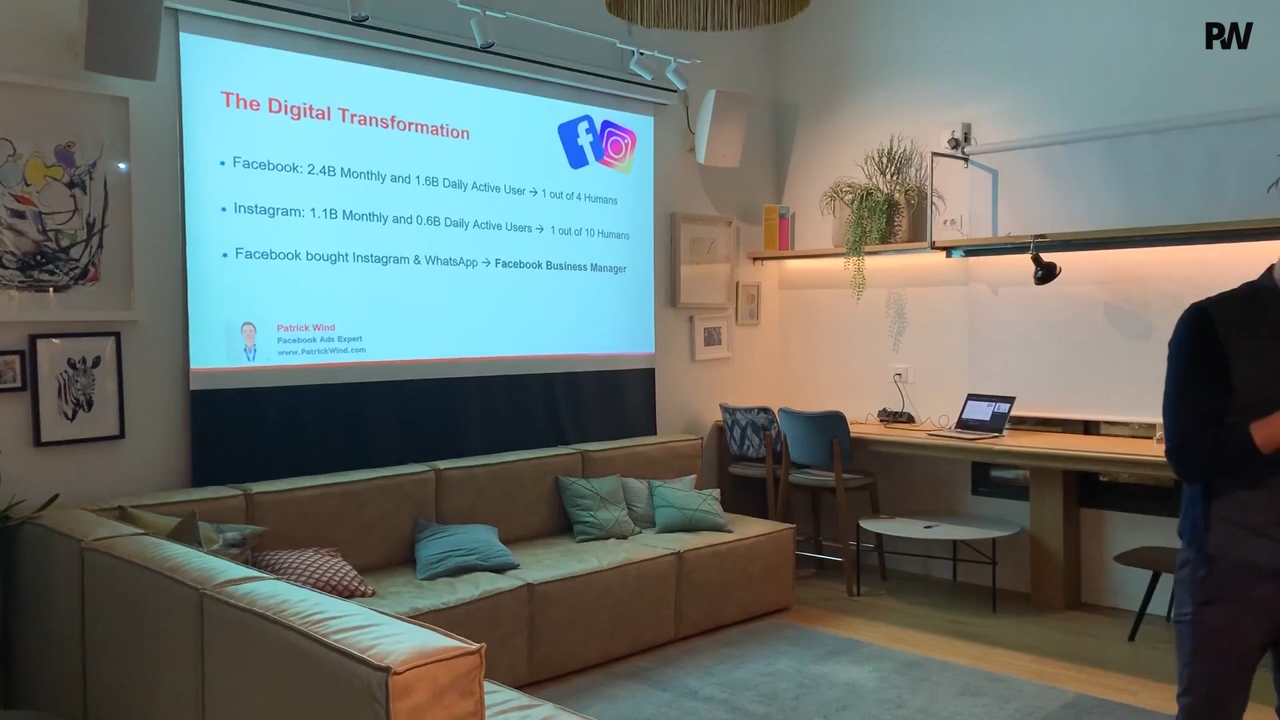 PW
The Digital Transformation
• Facebook: 2.4B Monthly and 1.6B Daily Active User → 1 out of 4 Humans
• Instagram: 1.1B Monthly and 0.6B Daily Active Users → 1 out of 10 Humans
• Facebook bought Instagram & WhatsApp → Facebook Business Manager
Patrick Wind
Facebook Ads Expert
www.PatrickWind.com